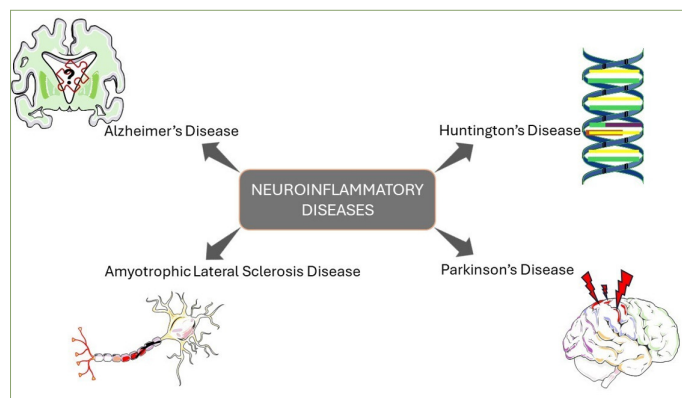 ?
Alzheimer's Disease
Huntington's Disease
NEUROINFLAMMATORY
DISEASES
Amyotrophic Lateral Sclerosis Disease
Parkinson's Disease